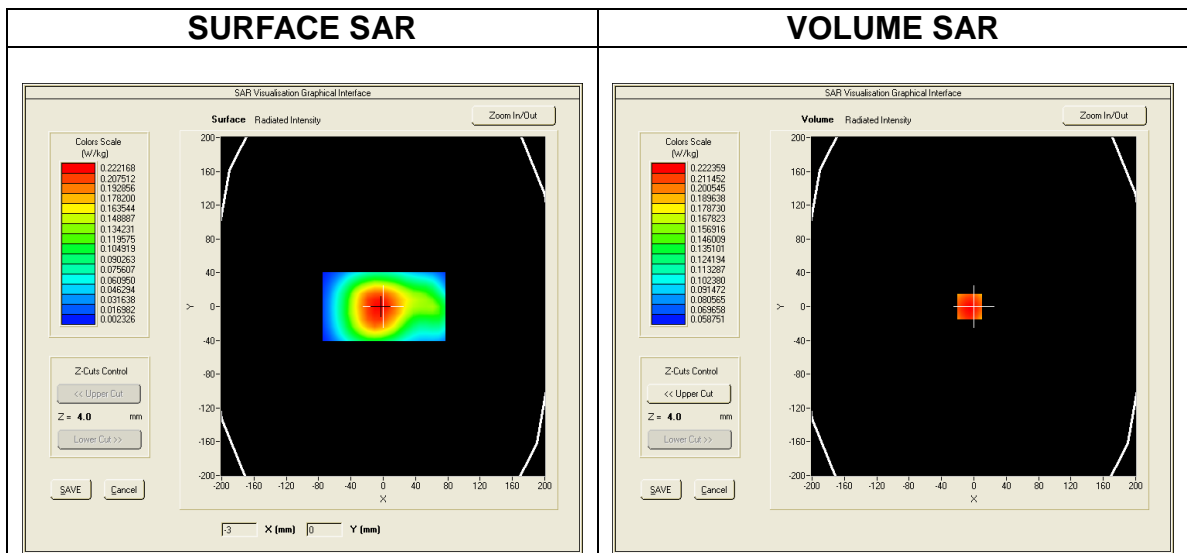 SURFACE SAR
VOLUME SAR
SAR Visualisation Graphical Interface
Surface Radiated Intensity
Zoom In/Out
Colors Scale
(W/kg)
0.222168
0.207512
0.192856
0.178200
0.163544
0.148887
0.134231
0.119575
0.104919
0.090263
0.075607
0.060950
0.046294
0.031638
0.016982
0.002326
200
160
120
80
40
0
-40
-80
-120
-160
-200
Y
-200 -160 -120 -80 -40 0 40 80 120 160 200
X
Z-Cuts Control
<< Upper Cut
Z = 4.0 mm
Lower Cut >>
SAVE Cancel
-3 X (mm) 0 Y (mm)
SAR Visualisation Graphical Interface
Volume Radiated Intensity
Zoom In/Out
Colors Scale
(W/kg)
0.222359
0.211452
0.200545
0.189638
0.178730
0.167823
0.156916
0.146009
0.135101
0.124194
0.113287
0.102380
0.091472
0.080565
0.069658
0.058751
200
160
120
80
40
0
-40
-80
-120
-160
-200
Y
-200 -160 -120 -80 -40 0 40 80 120 160 200
X
Z-Cuts Control
<< Upper Cut
Z = 4.0 mm
Lower Cut >>
SAVE Cancel